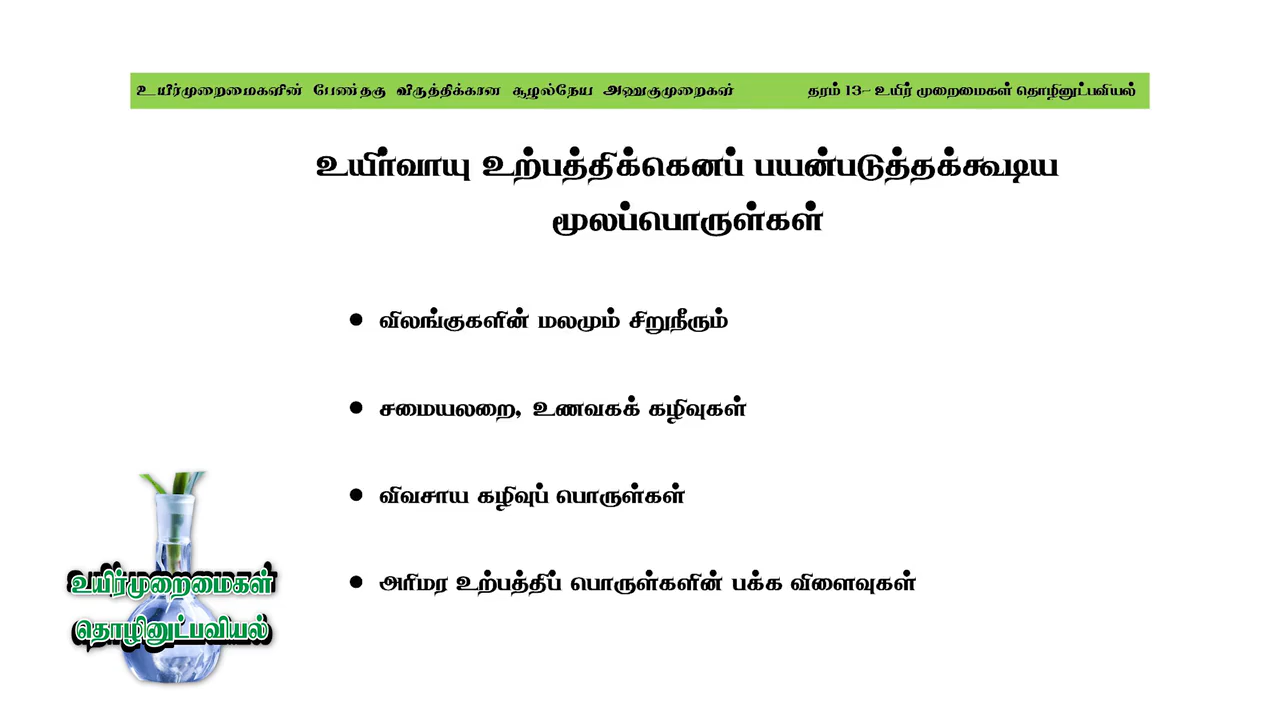 உயிர்முறைமைகளின் பேண்தகு விருத்திக்கான சூழல்நேய அணுகுமுறைகள் தரம் 13– உயிர் முறைமைகள் தொழினுட்பவியல்
உயிர்வாயு உற்பத்திக்கெனப் பயன்படுத்தக்கூடிய
மூலப்பொருள்கள்
• விலங்குகளின் மலமும் சிறுநீரும்
• சமையலறை, உணவகக் கழிவுகள்
• விவசாய கழிவுப் பொருள்கள்
• அரிமர உற்பத்திப் பொருள்களின் பக்க விளைவுகள்
உயிர்முறைமைகள்
தொழினுட்பவியல்